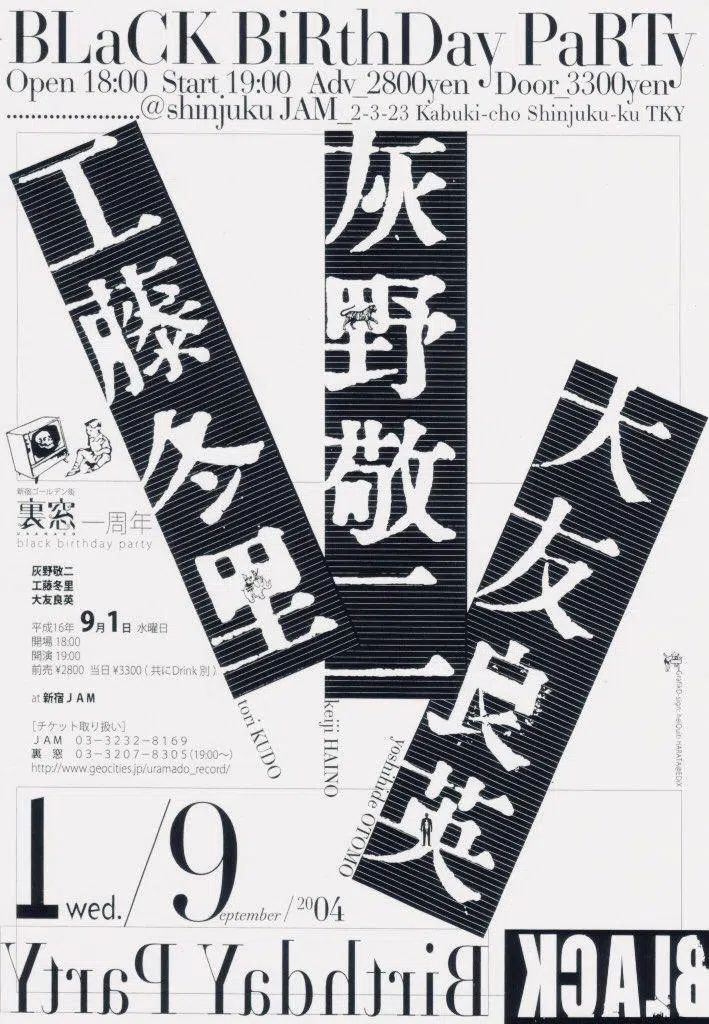 BLaCK BiRthDay PaRTy
Open 18:00 Start 19:00 Adv_2800yen Door_3300yen
......................@shinjuku JAM_2-3-23 Kabuki-cho Shinjuku-ku TKY
工藤冬里
灰野敬二
大友良英
tori KUDO
keiji HAINO
yoshihide OTOMO
新宿ゴールデン街
裏窓 一周年
URAMADO
black birthday party
灰野敬二
工藤冬里
大友良英
平成16年 9月1日 水曜日
開場 18:00
開演 19:00
前売 ¥2800 当日 ¥3300 ( 共にDrink 別 )
at 新宿 J A M
[チケット取り扱い]
J A M 03-3232-8169
裏 窓 03-3207-8305 (19:00〜)
http://www.geocities.jp/uramado_record/
1 wed. / 9 eptember / 2004
BLACK Birthday PartY